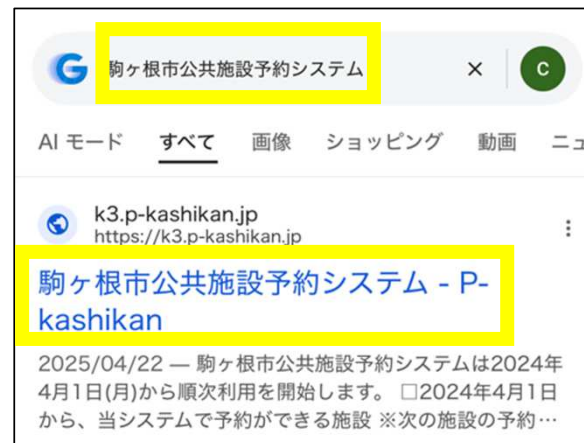 駒ヶ根市公共施設予約システム
C
AI モード すべて 画像 ショッピング 動画 ニュ
k3.p-kashikan.jp
https://k3.p-kashikan.jp
駒ヶ根市公共施設予約システム - P-
kashikan
2025/04/22 — 駒ヶ根市公共施設予約システムは2024年
4月1日(月)から順次利用を開始します。 □2024年4月1日
から、当システムで予約ができる施設 ※次の施設の予約…